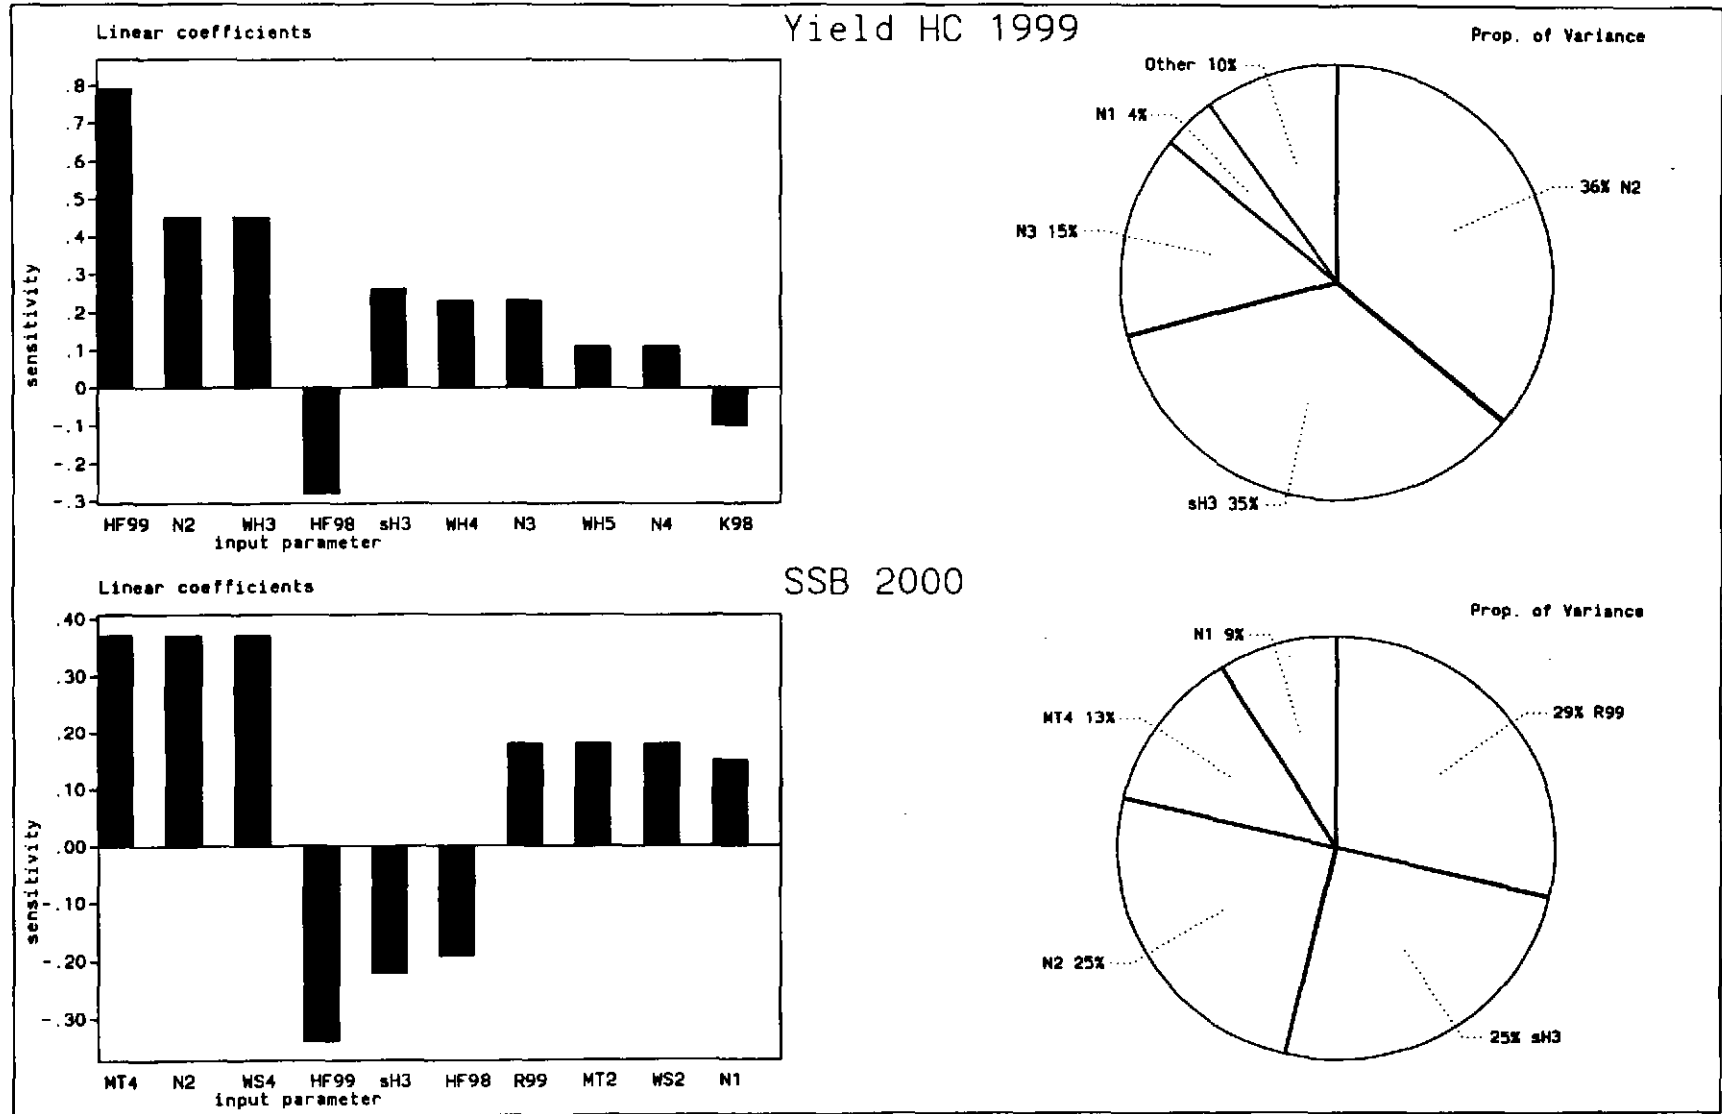 Yield HC 1999
Linear coefficients
.8
.7
.6
.5
.4
.3
.2
.1
0
-.1
-.2
-.3
sensitivity
HF99 N2 WH3 HF98 sH3 WH4 N3 WH5 N4 K98
input parameter
Prop. of Variance
Other 10%
N1 4%
36% N2
N3 15%
sH3 35%
SSB 2000
Linear coefficients
.40
.30
.20
.10
.00
-.10
-.20
-.30
sensitivity
MT4 N2 WS4 HF99 sH3 HF98 R99 MT2 WS2 N1
input parameter
Prop. of Variance
N1 9%
MT4 13%
29% R99
N2 25%
25% sH3